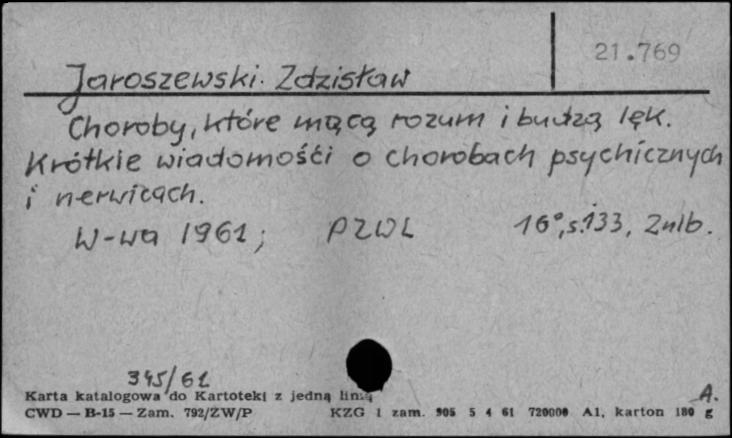 21.769
Jaroszewski. Zdzisław
Choroby, które mącą rozum i budzą lęk.
Krótkie wiadomości o chorobach psychicznych
i nerwicach.
W-wa 1961; PZWL 16°, s.133, 2nlb.
345/61
Karta katalogowa do Kartoteki z jedną linią A.
CWD — B-15 — Zam. 792/ZW/P KZG 1 zam. 905 5 4 61 720000 A1, karton 180 g